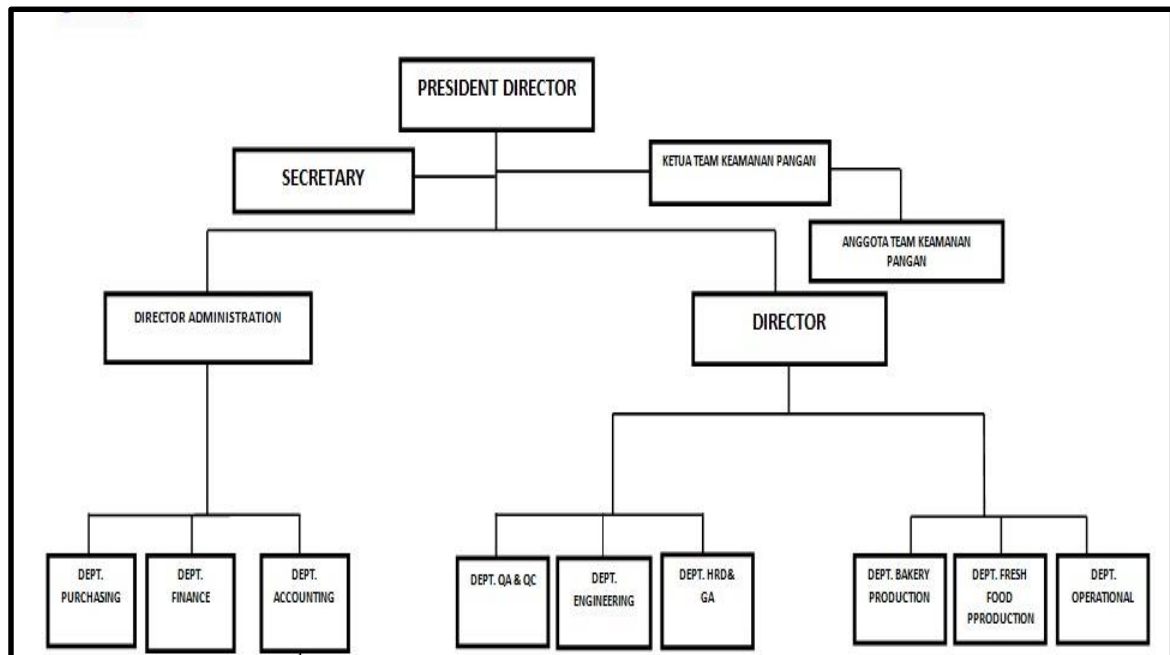 PRESIDENT DIRECTOR
SECRETARY
KETUA TEAM KEAMANAN PANGAN
ANGGOTA TEAM KEAMANAN
PANGAN
DIRECTOR ADMINISTRATION
DIRECTOR
DEPT.
PURCHASING
DEPT.
FINANCE
DEPT.
ACCOUNTING
DEPT. QA & QC
DEPT.
ENGINEERING
DEPT. HRD&
GA
DEPT. BAKERY
PRODUCTION
DEPT. FRESH
FOOD
PPRODUCTION
DEPT.
OPERATIONAL